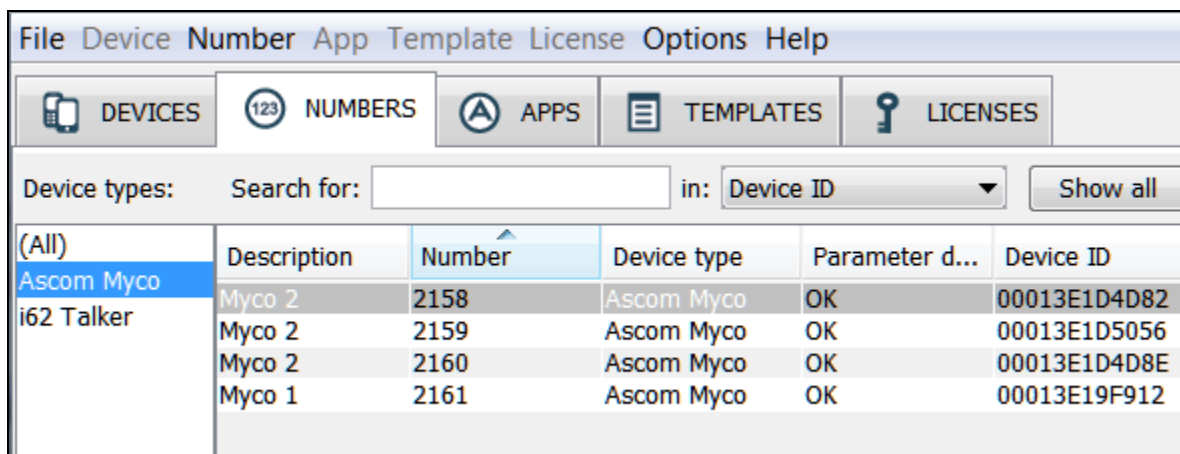 File Device Number App Template License Options Help
DEVICES 123 NUMBERS A APPS TEMPLATES LICENSES
Device types: Search for: in: Device ID Show all
(All) Description Number Device type Parameter d... Device ID
Ascom Myco Myco 2 2158 Ascom Myco OK 00013E1D4D82
i62 Talker Myco 2 2159 Ascom Myco OK 00013E1D5056
Myco 2 2160 Ascom Myco OK 00013E1D4D8E
Myco 1 2161 Ascom Myco OK 00013E19F912